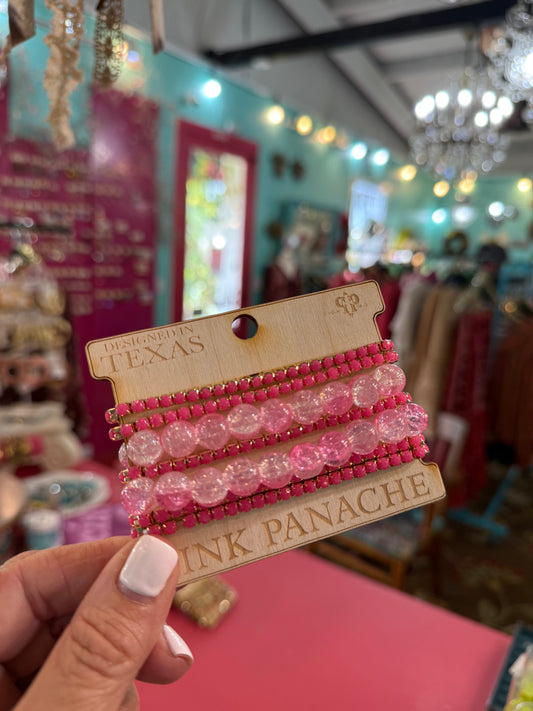 DESIGNED IN
TEXAS
PINK PANACHE